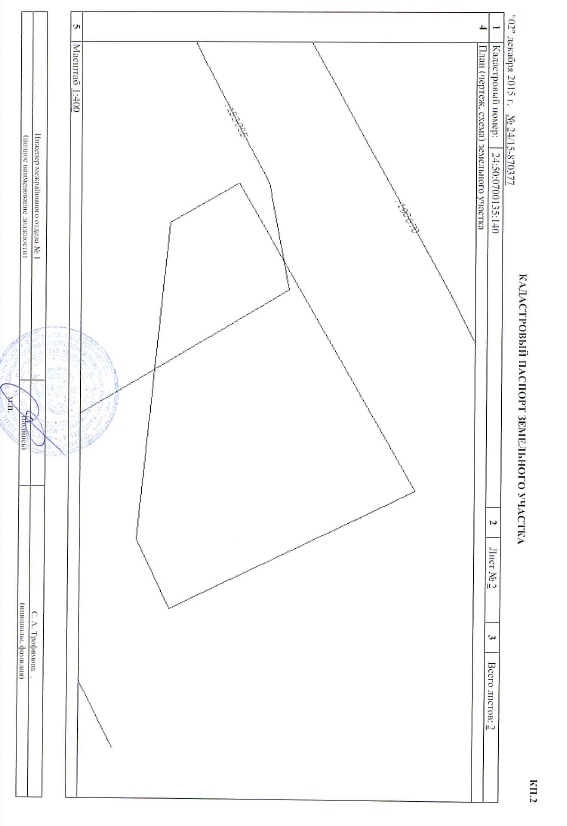 КП.2
КАДАСТРОВЫЙ ПАСПОРТ ЗЕМЕЛЬНОГО УЧАСТКА
"02" декабря 2015 г. № 24/15-870377
1 Кадастровый номер: 24:50:0700135:140 2 Лист № 2 3 Всего листов: 2
4 План (чертеж, схема) земельного участка
5 Масштаб 1:400
Инженер межрайонного отдела № 1 С. А. Трофимова
(полное наименование должности) (подпись) (инициалы, фамилия)
М.П.